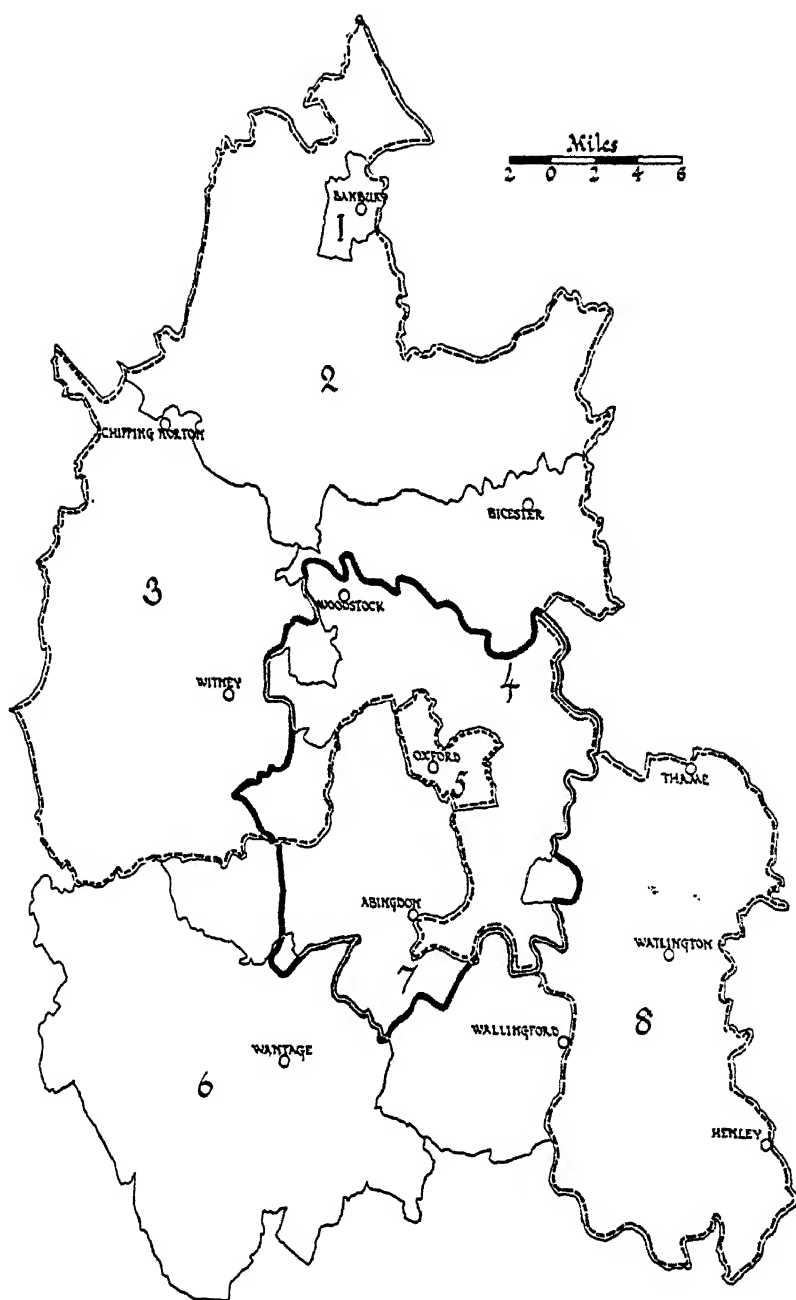 Miles
2 0 2 4 6
BANBURY
1
2
CHIPPING NORTON
BICESTER
3
WOODSTOCK
WITNEY
4
OXFORD
5
THAME
ABINGDON
WATLINGTON
7
8
WALLINGFORD
WANTAGE
6
HENLEY